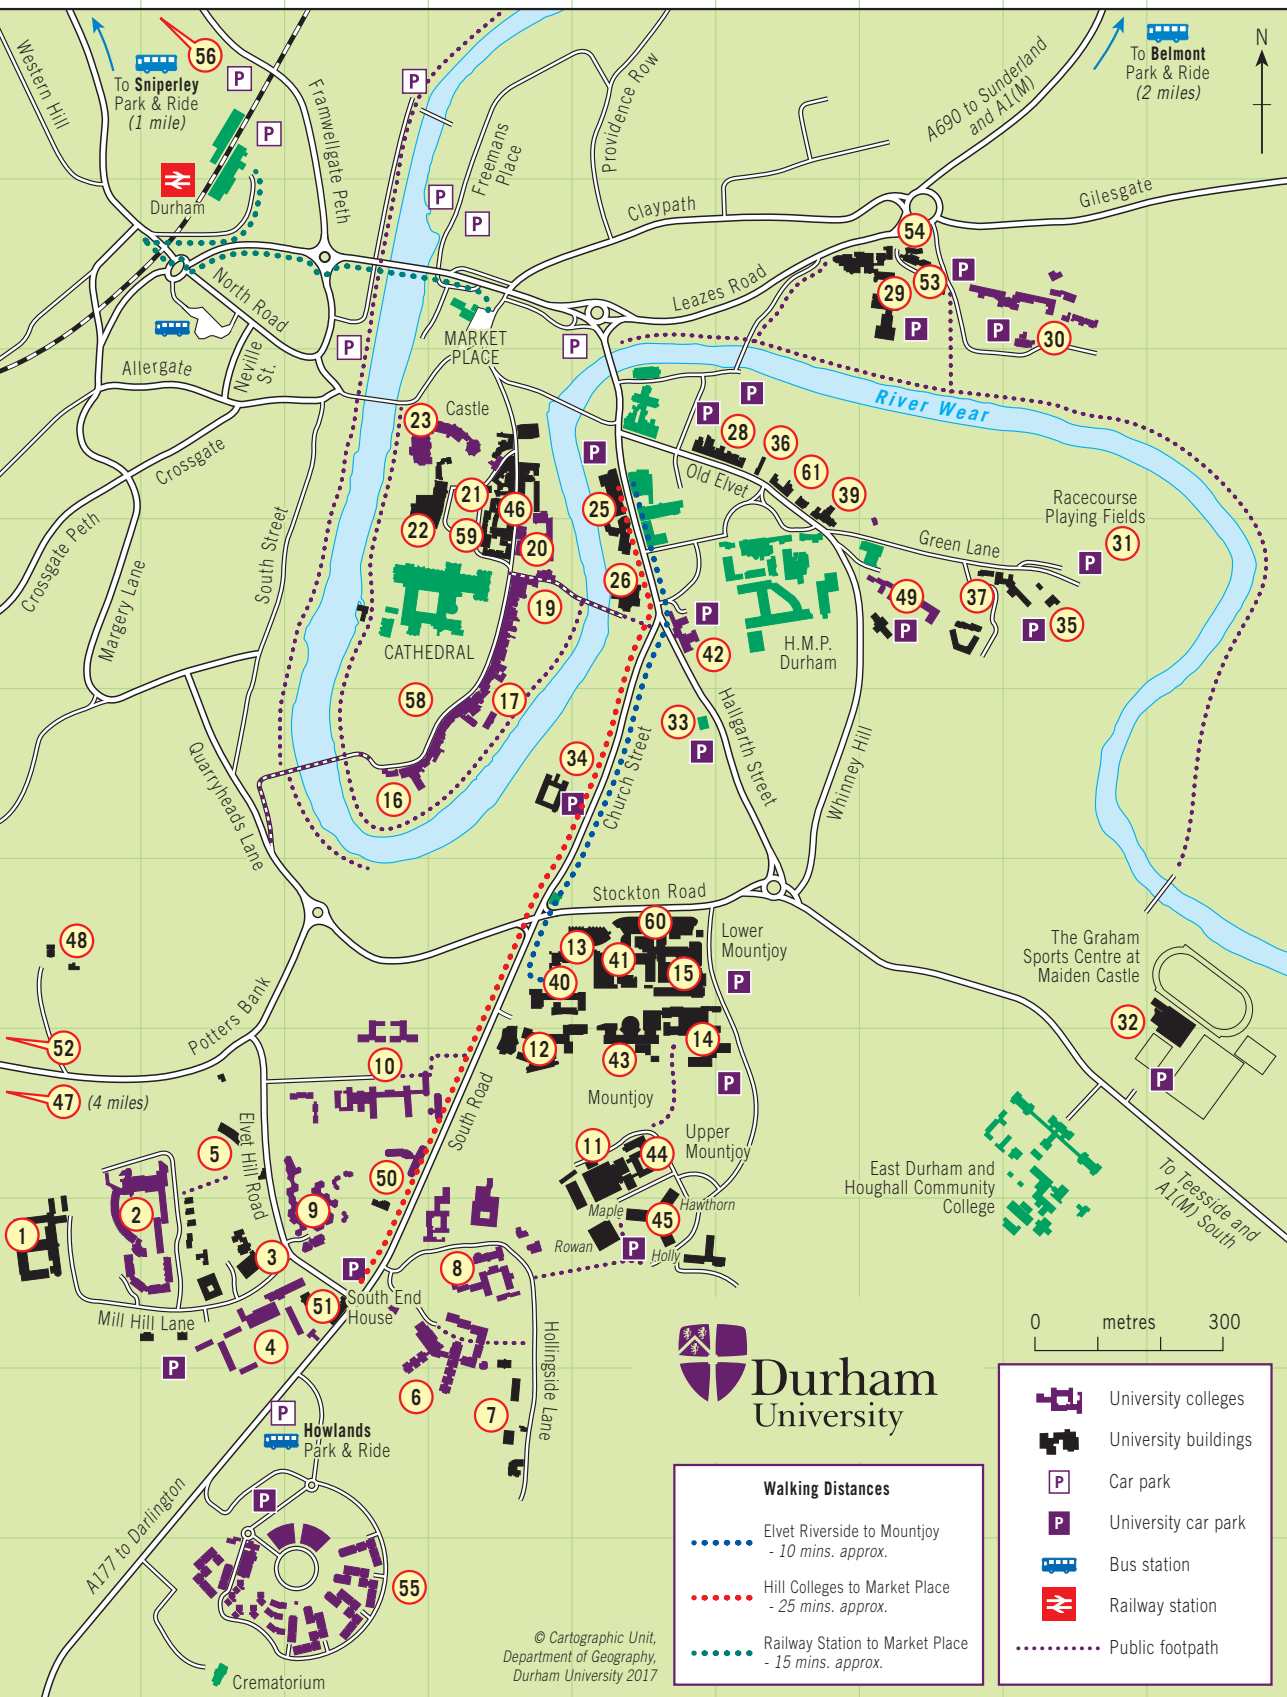 56
To Sniperley
Park & Ride
(1 mile)
P
P
P
P
P
Western Hill
Framwellgate Peth
Freemans
Place
Providence Row
To Belmont
Park & Ride
(2 miles)
A690 to Sunderland
and A1(M)
N
Durham
Claypath
Gilesgate
54
53
29
30
P
P
P
North Road
Leazes Road
MARKET
PLACE
P
P
Allergate
Neville
St.
River Wear
23
Castle
P
P
28
36
61
39
P
Old Elvet
Crossgate
21
46
25
22
59
20
Racecourse
Playing Fields
31
P
Green Lane
Crossgate Peth
South Street
Margery Lane
26
19
49
37
35
P
P
P
CATHEDRAL
42
H.M.P.
Durham
58
17
33
P
Hallgarth Street
Whinney Hill
34
P
Church Street
16
Quarryheads Lane
Stockton Road
60
Lower
Mountjoy
48
13
41
15
40
P
The Graham
Sports Centre at
Maiden Castle
32
P
Potters Bank
52
47
(4 miles)
10
12
43
14
P
Mountjoy
South Road
Elvet Hill Road
5
11
44
Upper
Mountjoy
50
East Durham and
Houghall Community
College
To Teesside and
A1(M) South
1
2
9
Maple
Hawthorn
45
Rowan
Holly
P
3
8
P
51
South End
House
Mill Hill Lane
4
P
6
7
Hollingside Lane
0 metres 300
Durham
University
P
Howlands
Park & Ride
P
A177 to Darlington
55
Crematorium
© Cartographic Unit,
Department of Geography,
Durham University 2017
Walking Distances
Elvet Riverside to Mountjoy
- 10 mins. approx.
Hill Colleges to Market Place
- 25 mins. approx.
Railway Station to Market Place
- 15 mins. approx.
University colleges
University buildings
P Car park
P University car park
Bus station
Railway station
Public footpath